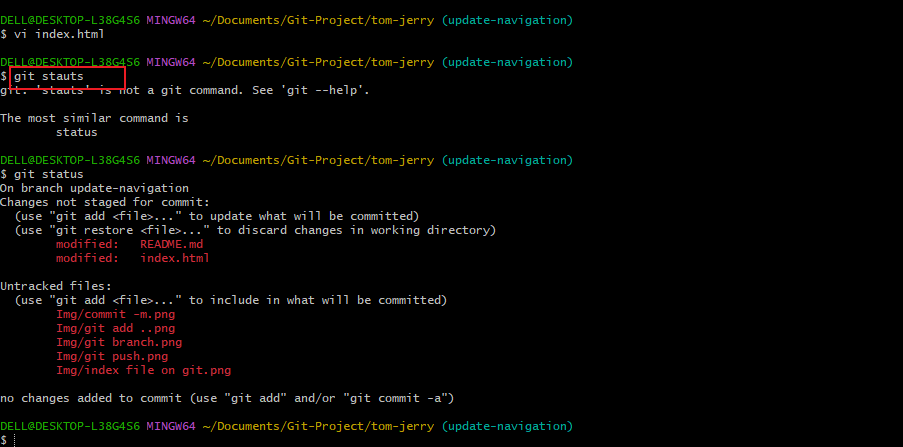 DELL@DESKTOP-L38G4S6 MINGW64 ~/Documents/Git-Project/tom-jerry (update-navigation)
$ vi index.html
DELL@DESKTOP-L38G4S6 MINGW64 ~/Documents/Git-Project/tom-jerry (update-navigation)
$ git stauts
git: 'stauts' is not a git command. See 'git --help'.
The most similar command is
status
DELL@DESKTOP-L38G4S6 MINGW64 ~/Documents/Git-Project/tom-jerry (update-navigation)
$ git status
On branch update-navigation
Changes not staged for commit:
(use "git add <file>..." to update what will be committed)
(use "git restore <file>..." to discard changes in working directory)
modified: README.md
modified: index.html
Untracked files:
(use "git add <file>..." to include in what will be committed)
Img/commit -m.png
Img/git add ..png
Img/git branch.png
Img/git push.png
Img/index file on git.png
no changes added to commit (use "git add" and/or "git commit -a")
DELL@DESKTOP-L38G4S6 MINGW64 ~/Documents/Git-Project/tom-jerry (update-navigation)
$